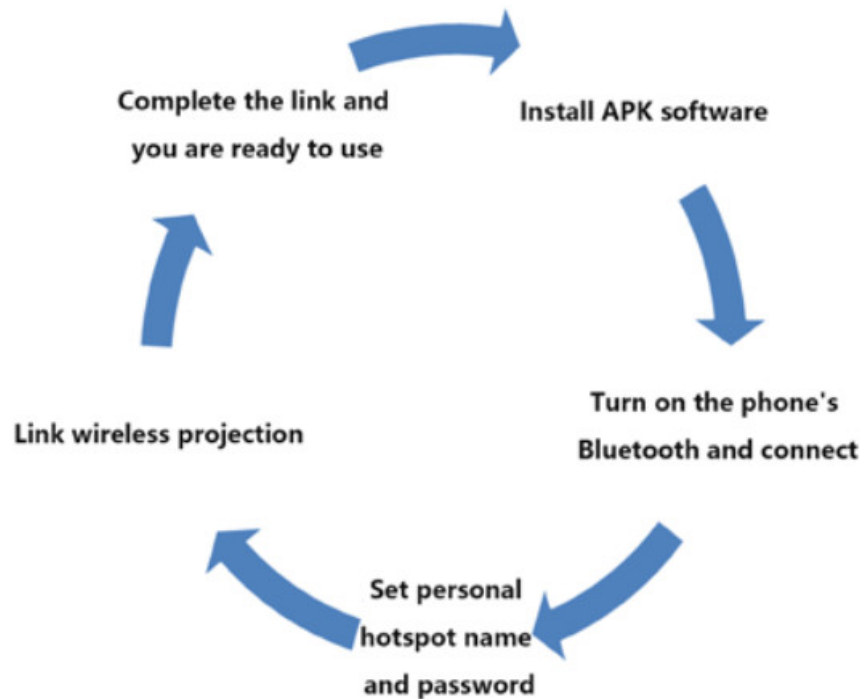 Complete the link and
you are ready to use
Install APK software
Turn on the phone's
Bluetooth and connect
Set personal
hotspot name
and password
Link wireless projection